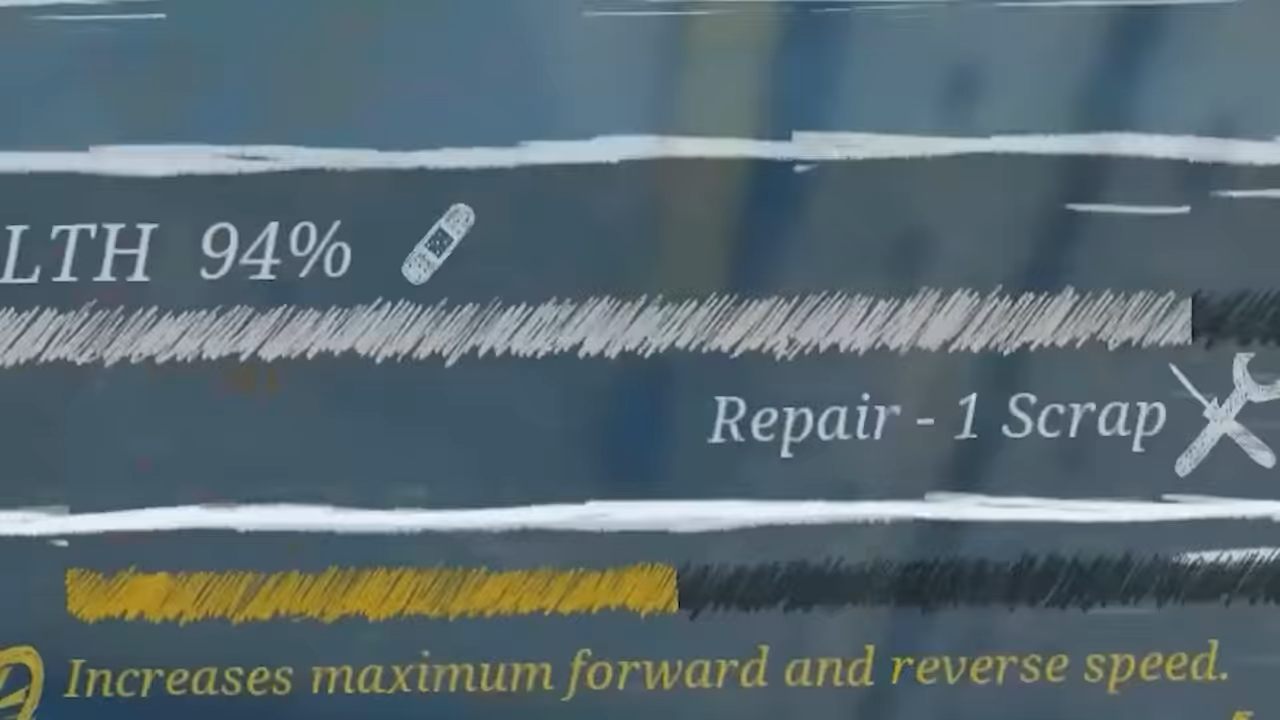 LTH 94%
Repair - 1 Scrap
Increases maximum forward and reverse speed.